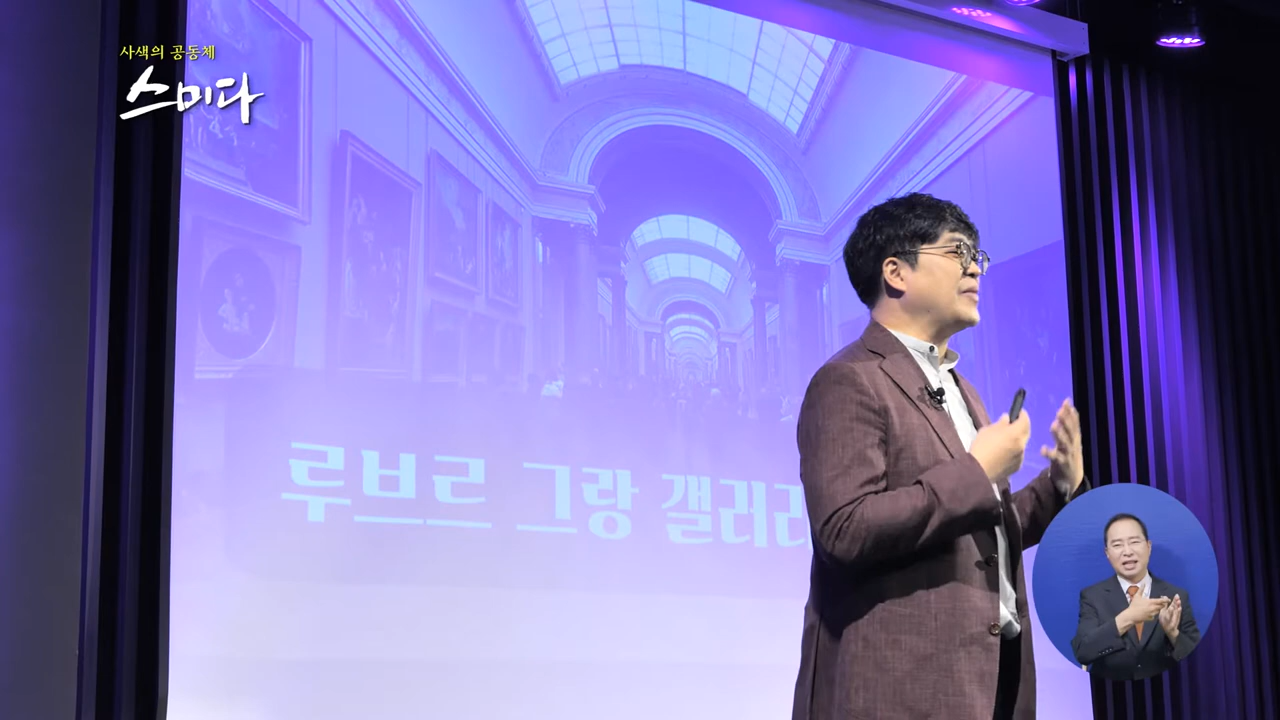 사색의 공동체
스미다
루브르 그랑 갤러리